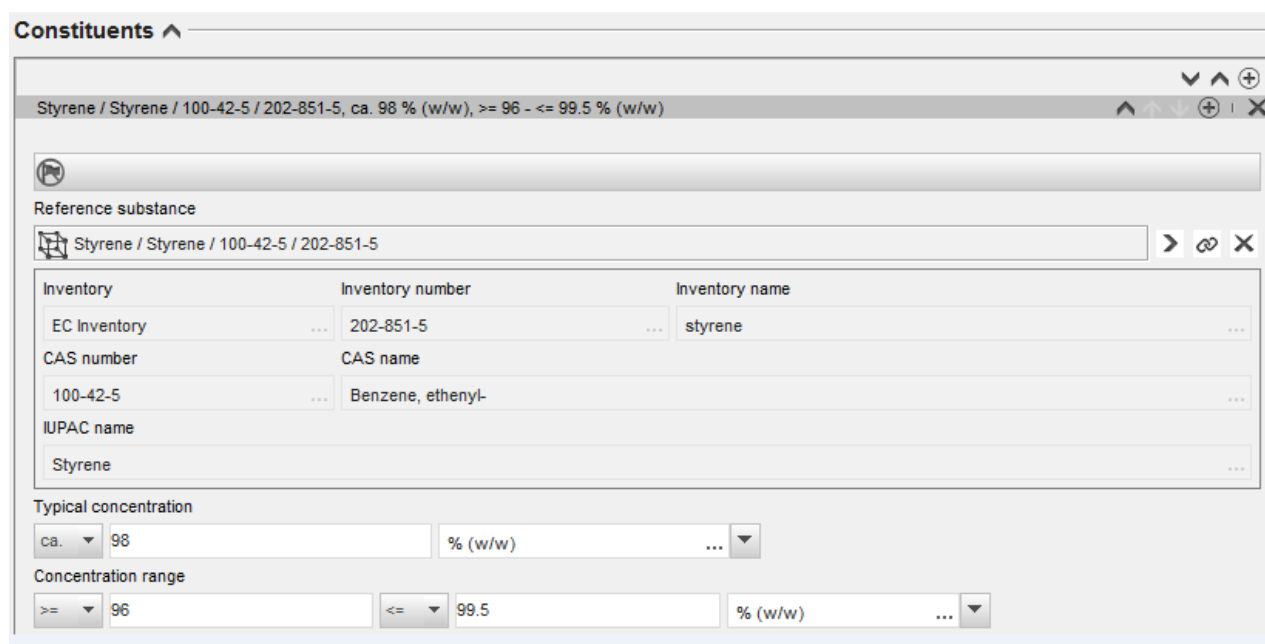 Constituents
Styrene / Styrene / 100-42-5 / 202-851-5, ca. 98 % (w/w), >= 96 - <= 99.5 % (w/w)
Reference substance
Styrene / Styrene / 100-42-5 / 202-851-5
Inventory Inventory number Inventory name
EC Inventory ... 202-851-5 ... styrene ...
CAS number CAS name
100-42-5 ... Benzene, ethenyl- ...
IUPAC name
Styrene ...
Typical concentration
ca. 98 % (w/w) ...
Concentration range
>= 96 <= 99.5 % (w/w) ...